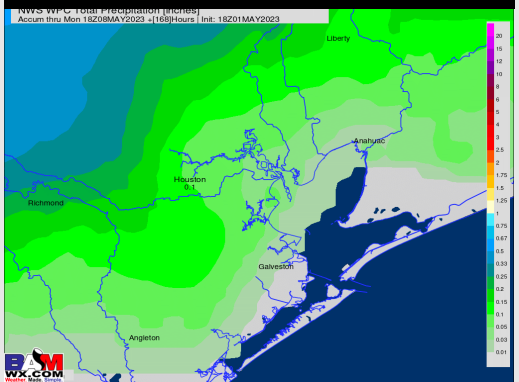 NWS WPC Total Precipitation [inches]
Accum thru Mon 18Z08MAY2023 +[168]Hours | Init: 18Z01MAY2023
Liberty
Anahuac
Houston
0.1
Richmond
Galveston
Angleton
20
15
12
10
8
6
5
4
3
2.5
2
1.75
1.5
1.25
1
0.75
0.67
0.5
0.33
0.25
0.2
0.15
0.1
0.05
0.03
0.01
BAM
WX.COM
Weather. Made. Simple.